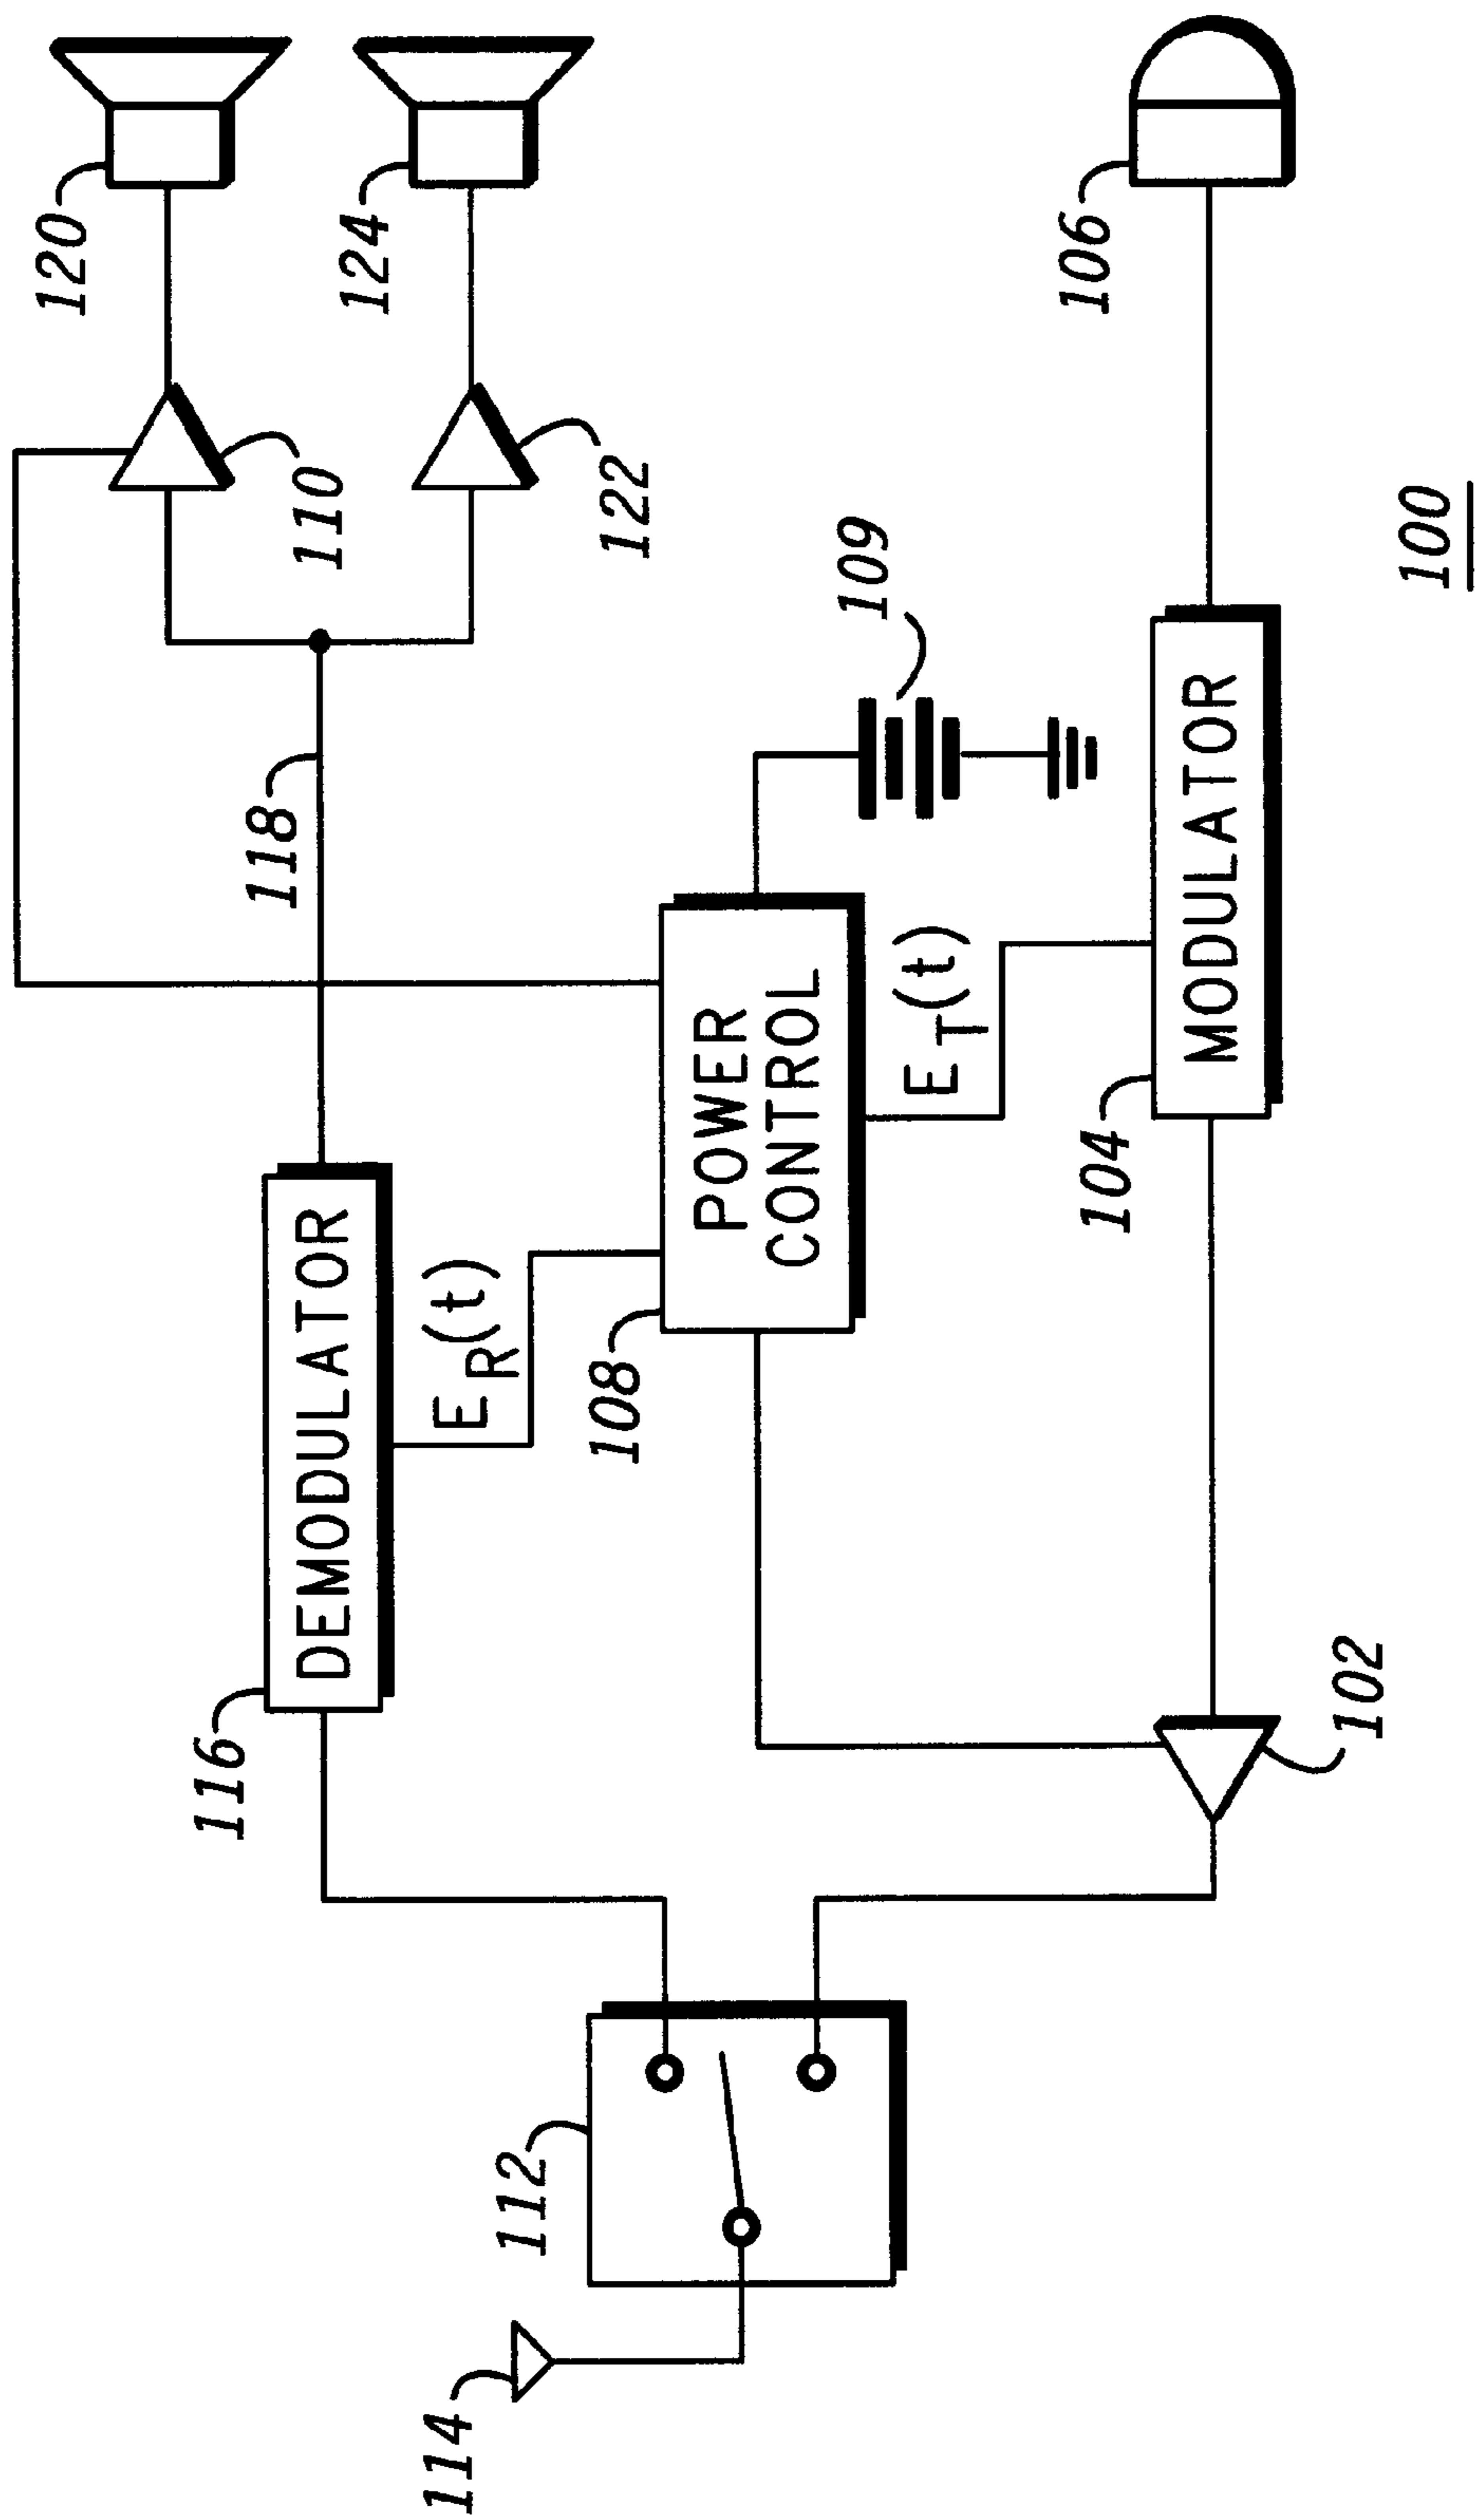 120
124
106
110
122
100
109
118
E_T(t)
MODULATOR
POWER
CONTROL
104
E_R(t)
DEMODULATOR
108
116
102
112
114